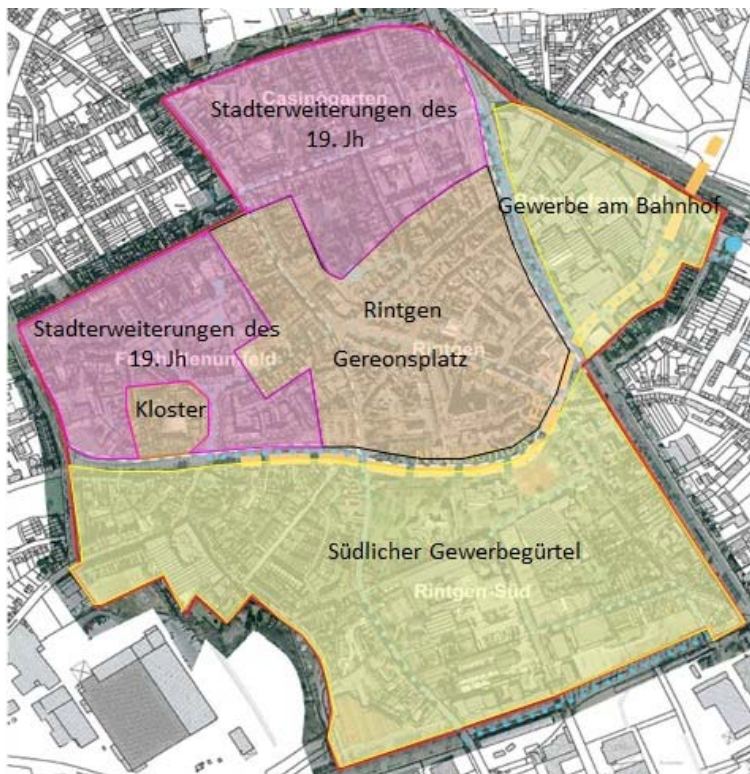 Casinogarten
Stadterweiterungen des
19. Jh
Gewerbe am Bahnhof
Rintgen
Stadterweiterungen des
19. Jh
Rintgen
Gereonsplatz
Kloster
Südlicher Gewerbegürtel
Rintgen-Süd